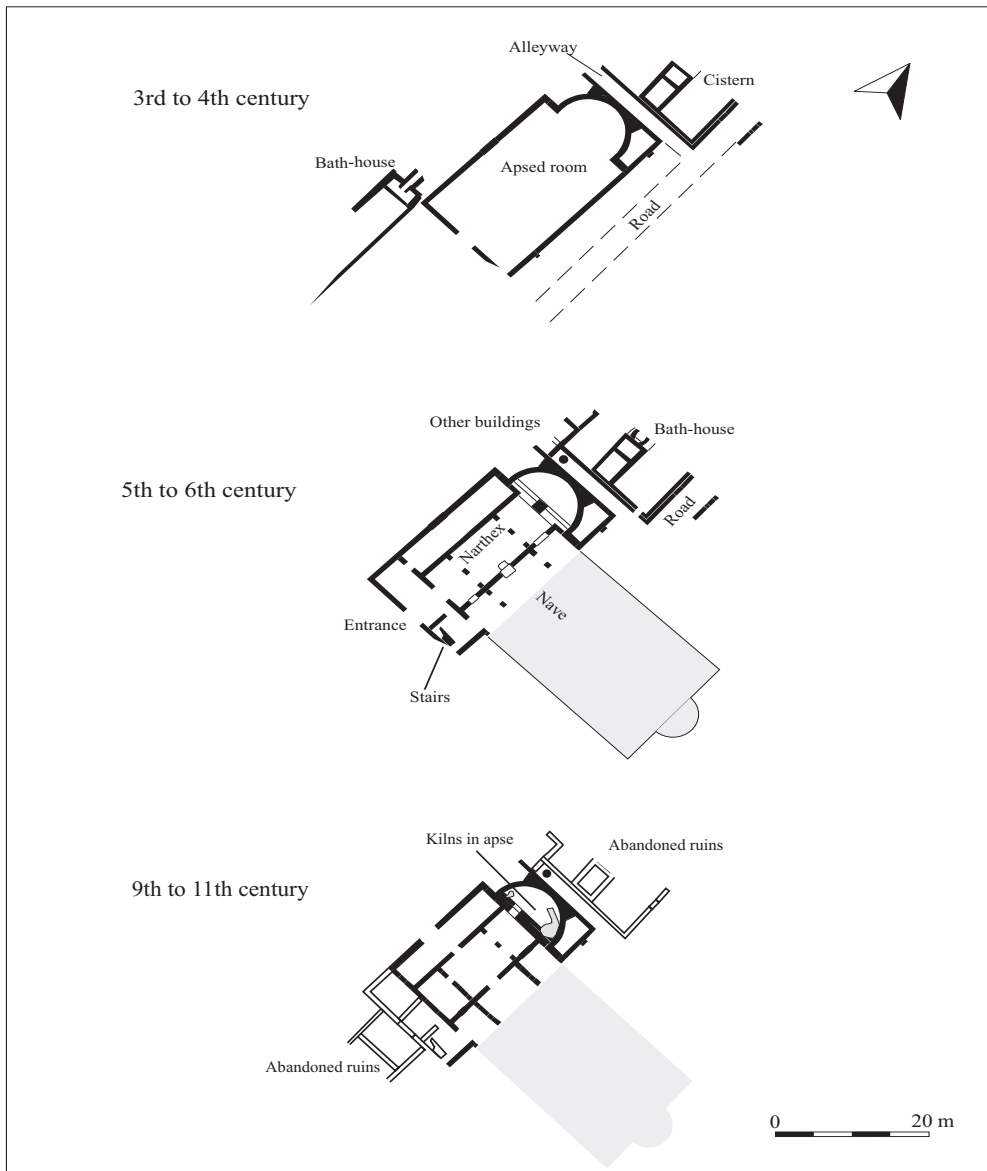 Alleyway
Cistern
3rd to 4th century
Bath-house
Apsed room
Road
Other buildings
Bath-house
5th to 6th century
Road
Narthex
Nave
Entrance
Stairs
Kilns in apse
Abandoned ruins
9th to 11th century
Abandoned ruins
0 20 m